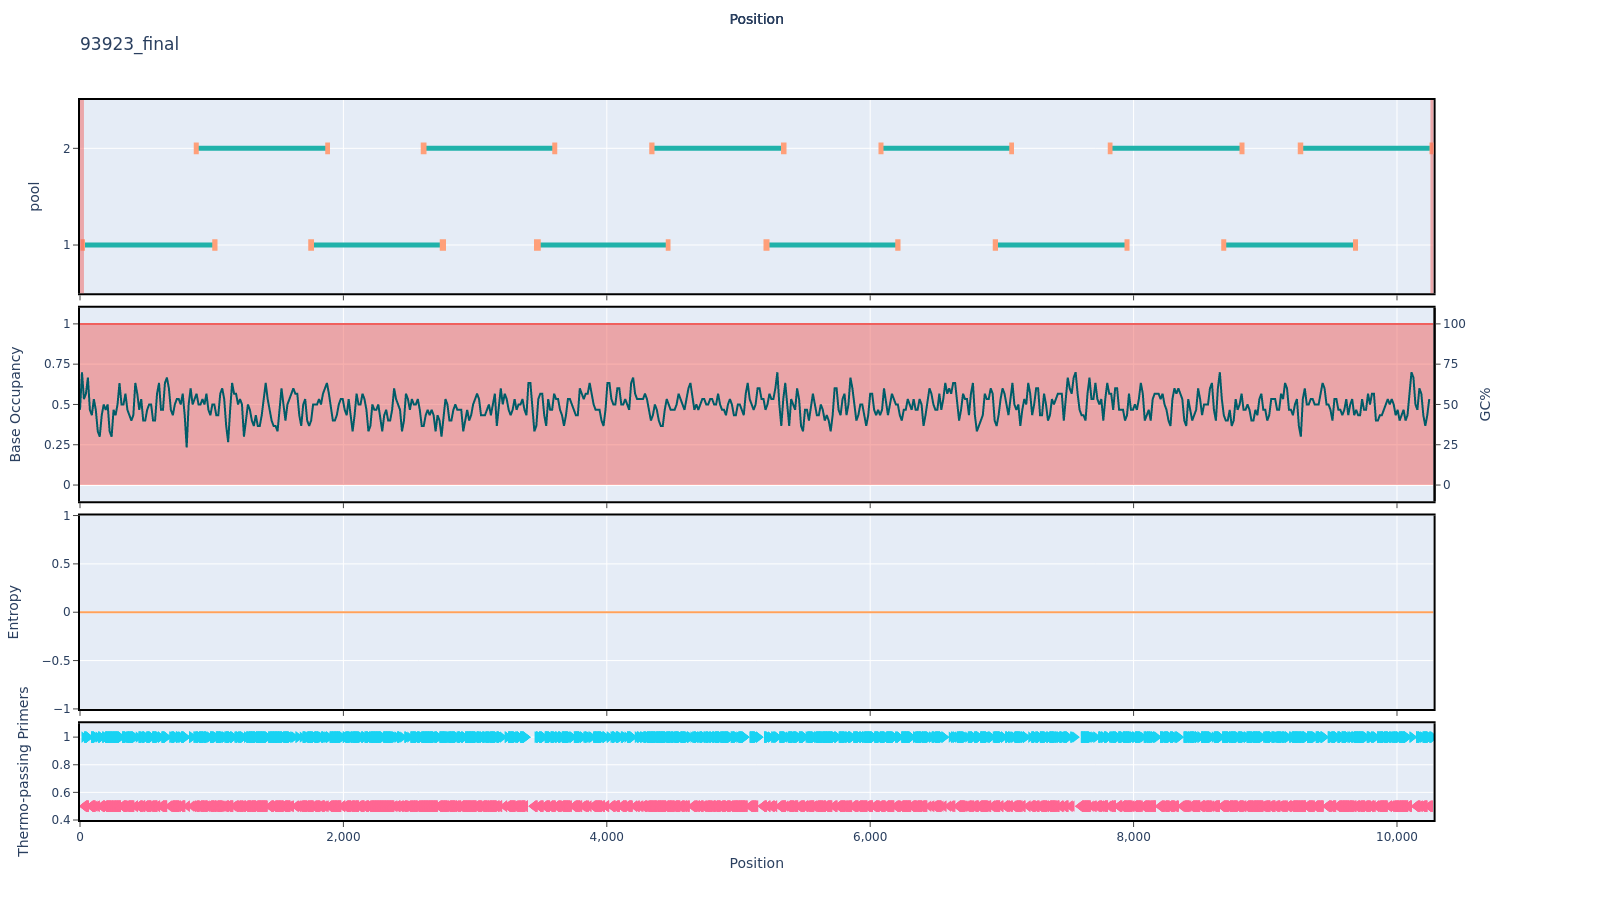 Position
93923_final
2
1
pool
1
0.75
0.5
0.25
0
Base Occupancy
100
75
50
25
0
GC%
1
0.5
0
−0.5
−1
Entropy
1
0.8
0.6
0.4
Thermo-passing Primers
0 2,000 4,000 6,000 8,000 10,000
Position